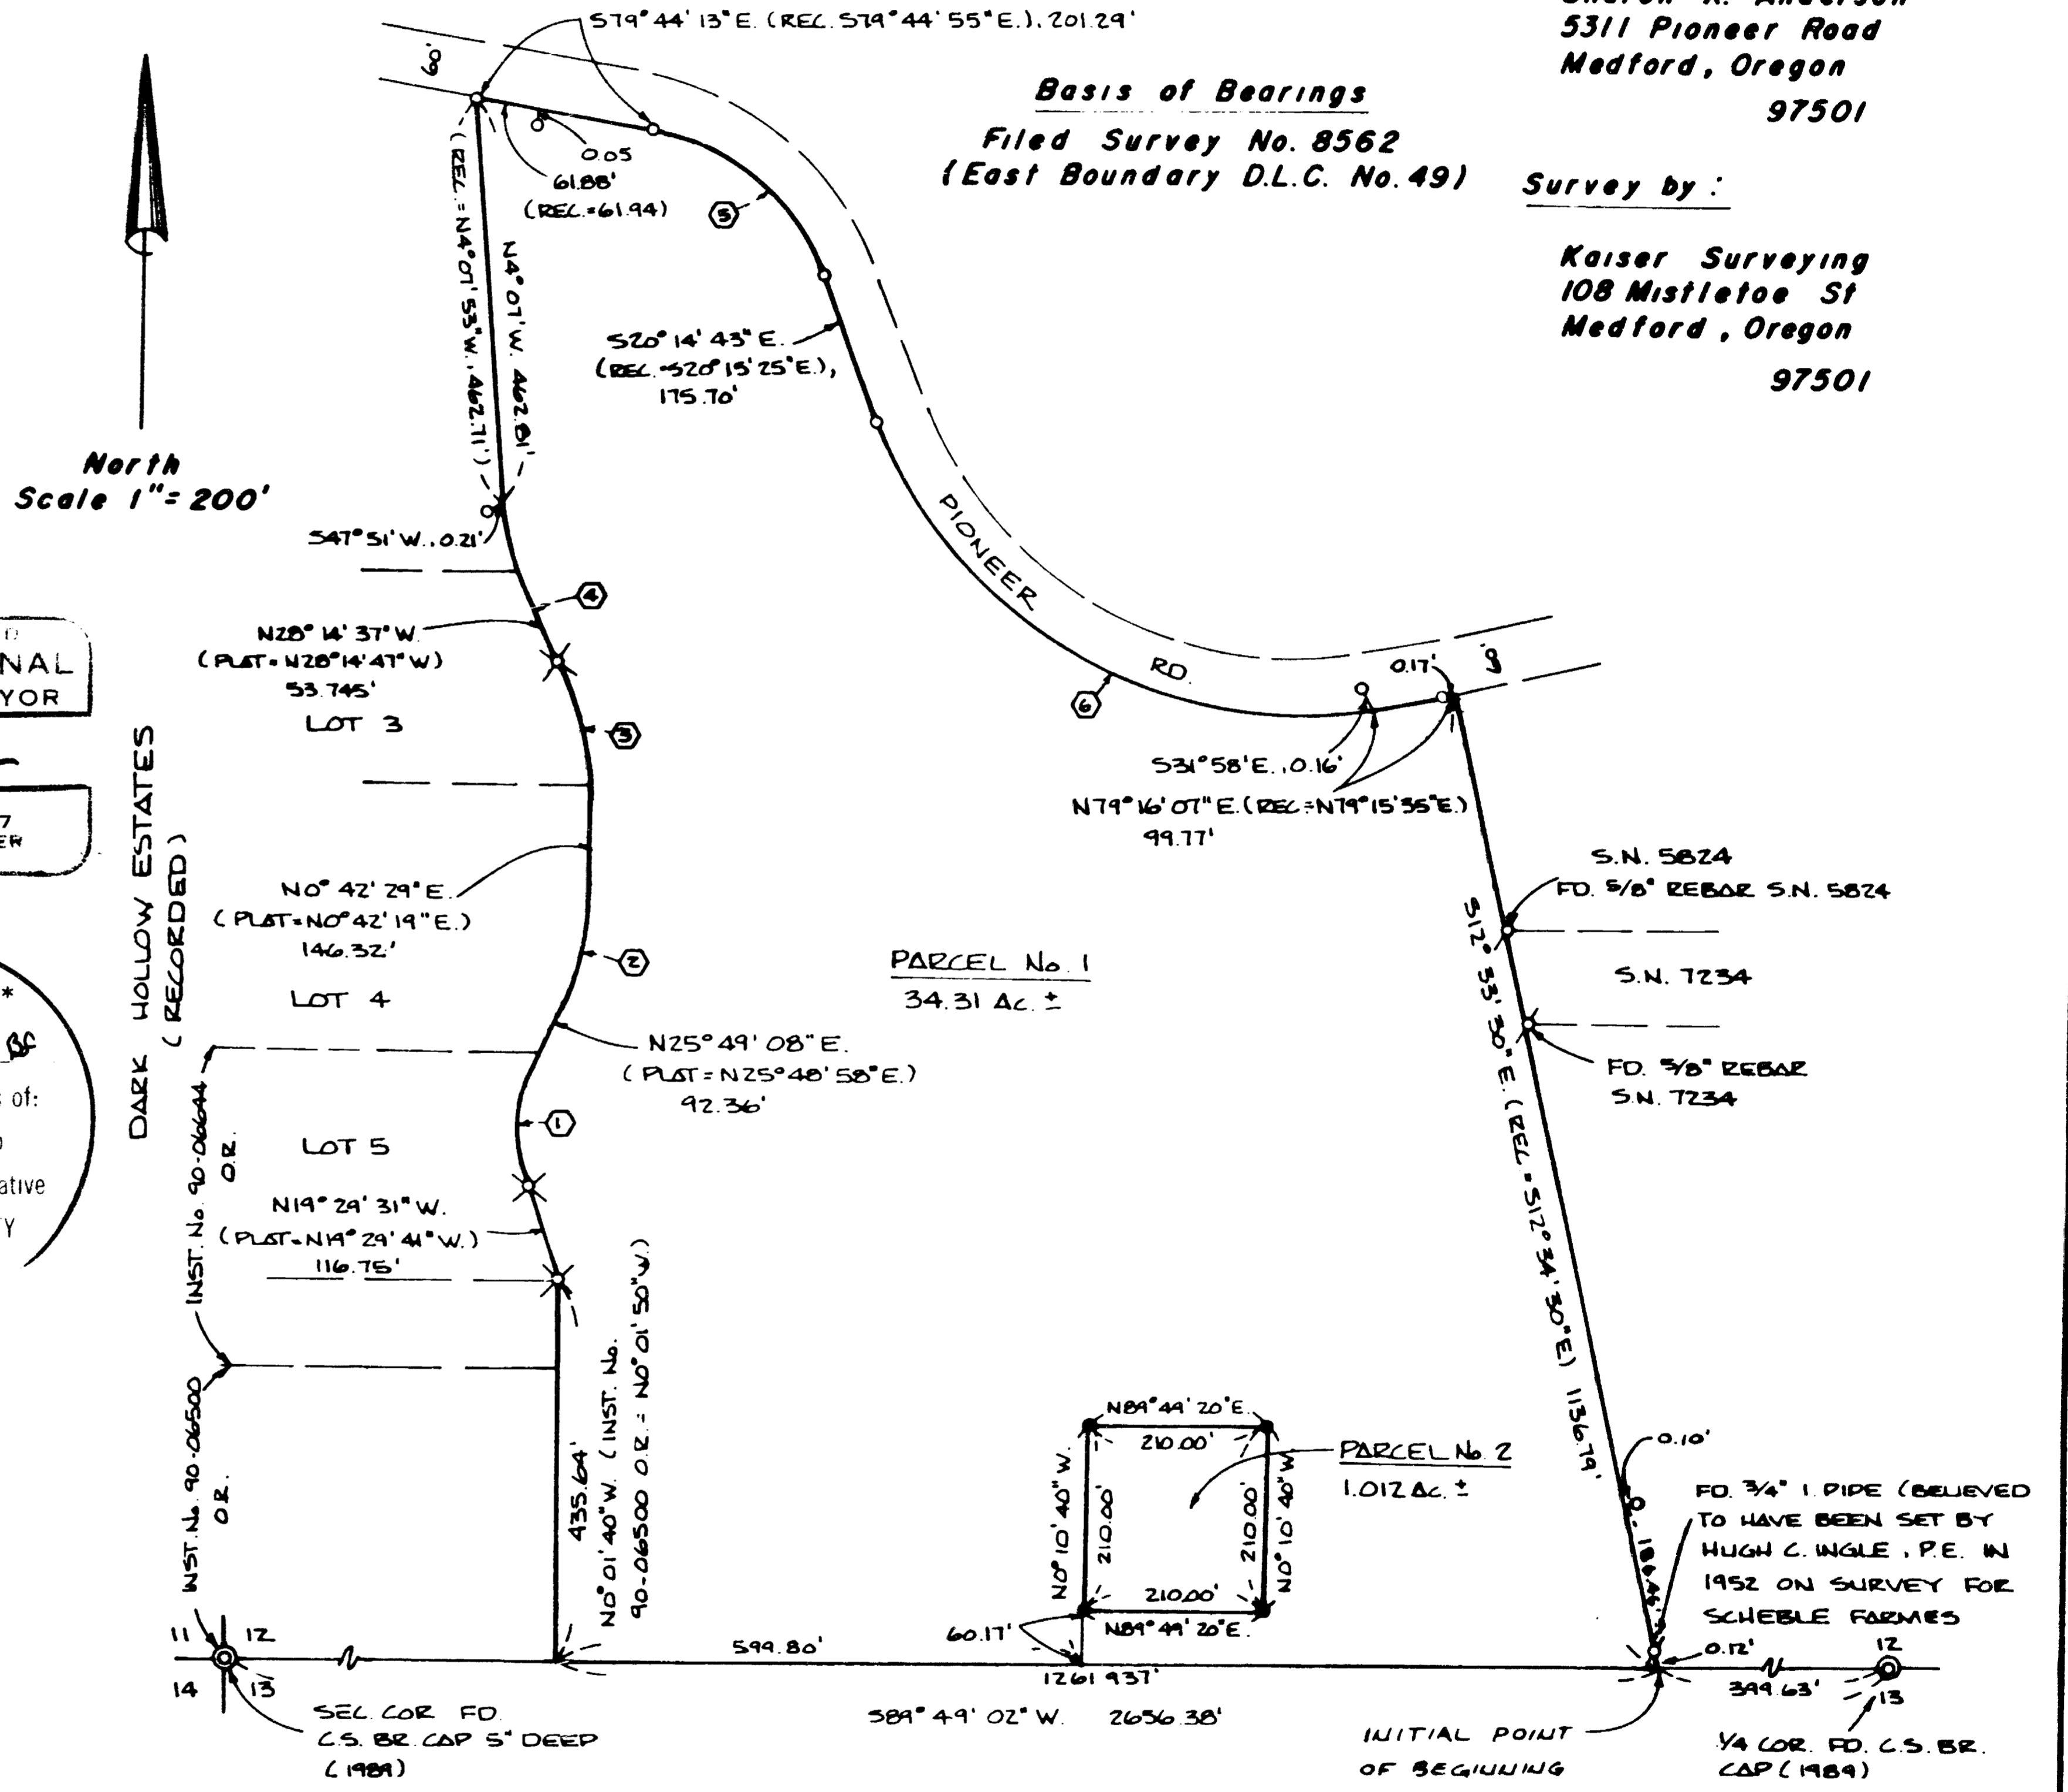 S79°44'13"E. (REC. S79°44'55"E.), 201.29'
5311 Pioneer Road
Medford, Oregon
97501
60'
Basis of Bearings
Filed Survey No. 8562
(East Boundary D.L.C. No. 49)
Survey by :
Kaiser Surveying
108 Mistletoe St
Medford, Oregon
97501
0.05
61.88'
(REC.=61.94)
5
(REC.=N4°07'53"W., 462.71')
N4°07'W. 462.81'
S20°14'43"E.
(REC.=S20°15'25"E.),
175.70'
North
Scale 1"=200'
S47°51'W., 0.21'
4
N28°14'37"W.
(PLAT=N28°14'47"W)
53.745'
LOT 3
3
PIONEER
RD.
6
0.17'
60'
S31°58'E., 0.16'
N79°16'07"E. (REC=N79°15'35"E.)
99.77'
NAL
YOR
7
ER
DARK HOLLOW ESTATES
(RECORDED)
N0°42'29"E.
(PLAT=N0°42'19"E.)
146.32'
2
LOT 4
PARCEL No. 1
34.31 Ac. ±
S.N. 5824
FD. 5/8" REBAR S.N. 5824
S.N. 7234
FD. 5/8" REBAR
S.N. 7234
S12°33'30"E. (REC.=S12°34'30"E) 1136.79'
*
of:
ative
Y
N25°49'08"E.
(PLAT=N25°48'58"E.)
92.36'
1
LOT 5
INST. No. 90-06644
O.R.
N19°29'31"W.
(PLAT=N19°29'41"W.)
116.75'
INST. No. 90-06500
O.R.
435.64'
N0°01'40"W. (INST. No.
90-06500 O.R. = N0°01'50"W.)
N89°49'20"E.
210.00'
N0°10'40"W.
210.00'
210.00'
N0°10'40"W.
210.00'
N89°49'20"E.
PARCEL No. 2
1.012 Ac. ±
0.10'
186.46'
FD. 3/4" I. PIPE (BELIEVED
TO HAVE BEEN SET BY
HUGH C. INGLE, P.E. IN
1952 ON SURVEY FOR
SCHEBLE FARMES
0.12'
11 12
14 13
599.80'
60.17'
1261.937'
S89°49'02"W. 2656.38'
399.63'
12
13
SEC. COR FD.
C.S. BR. CAP 5" DEEP
(1989)
INITIAL POINT
OF BEGINNING
1/4 COR. FD. C.S. BR.
CAP (1989)